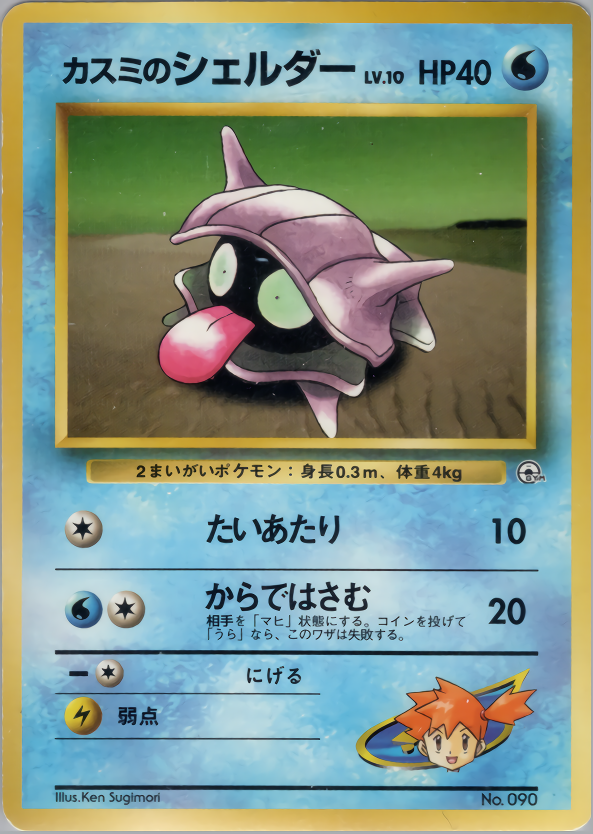 カスミのシェルダー LV.10 HP40
2まいがいポケモン：身長0.3m、体重4kg
GYM
たいあたり 10
からではさむ 20
相手を「マヒ」状態にする。コインを投げて
「うら」なら、このワザは失敗する。
にげる
弱点
Illus.Ken Sugimori No. 090